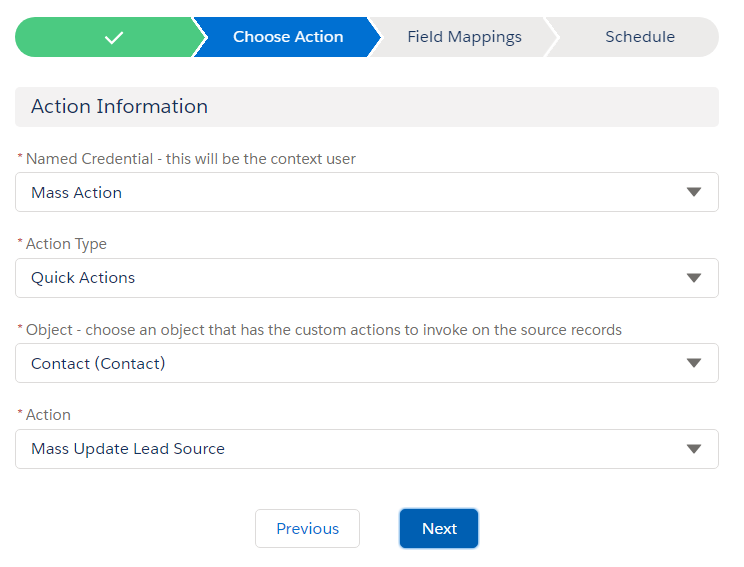 Choose Action
Field Mappings
Schedule
Action Information
* Named Credential - this will be the context user
Mass Action
* Action Type
Quick Actions
* Object - choose an object that has the custom actions to invoke on the source records
Contact (Contact)
* Action
Mass Update Lead Source
Previous
Next